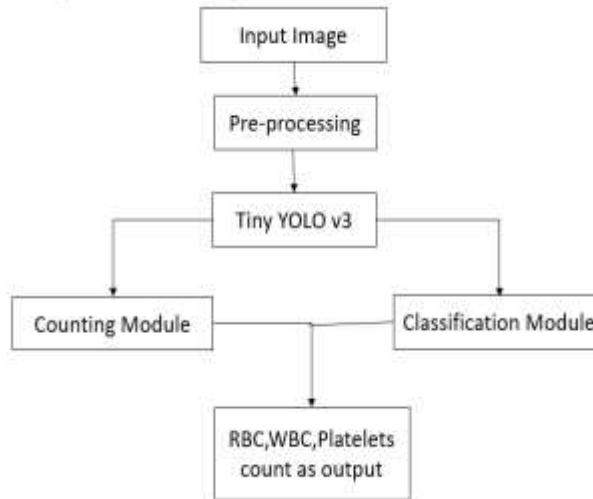 Input Image
Pre-processing
Tiny YOLO v3
Counting Module
Classification Module
RBC,WBC,Platelets
count as output